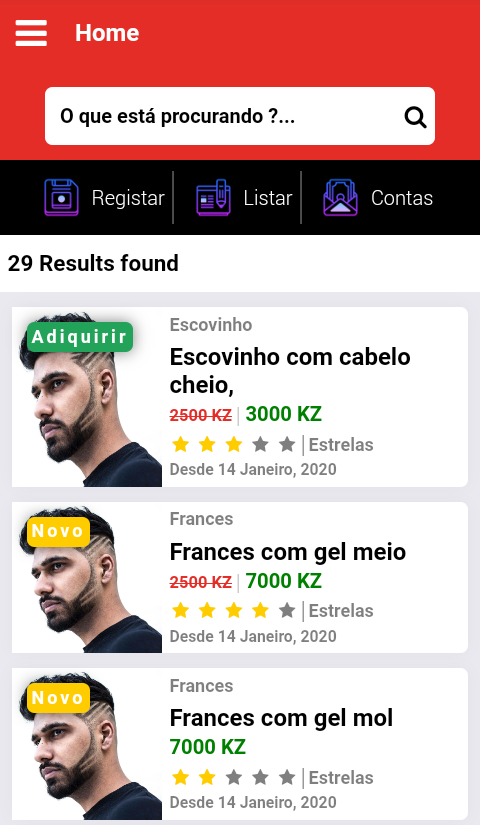 Home
O que está procurando ?...
Registar
Listar
Contas
29 Results found
Adiquirir
Escovinho
Escovinho com cabelo
cheio,
2500 KZ | 3000 KZ
| Estrelas
Desde 14 Janeiro, 2020
Novo
Frances
Frances com gel meio
2500 KZ | 7000 KZ
| Estrelas
Desde 14 Janeiro, 2020
Novo
Frances
Frances com gel mol
7000 KZ
| Estrelas
Desde 14 Janeiro, 2020